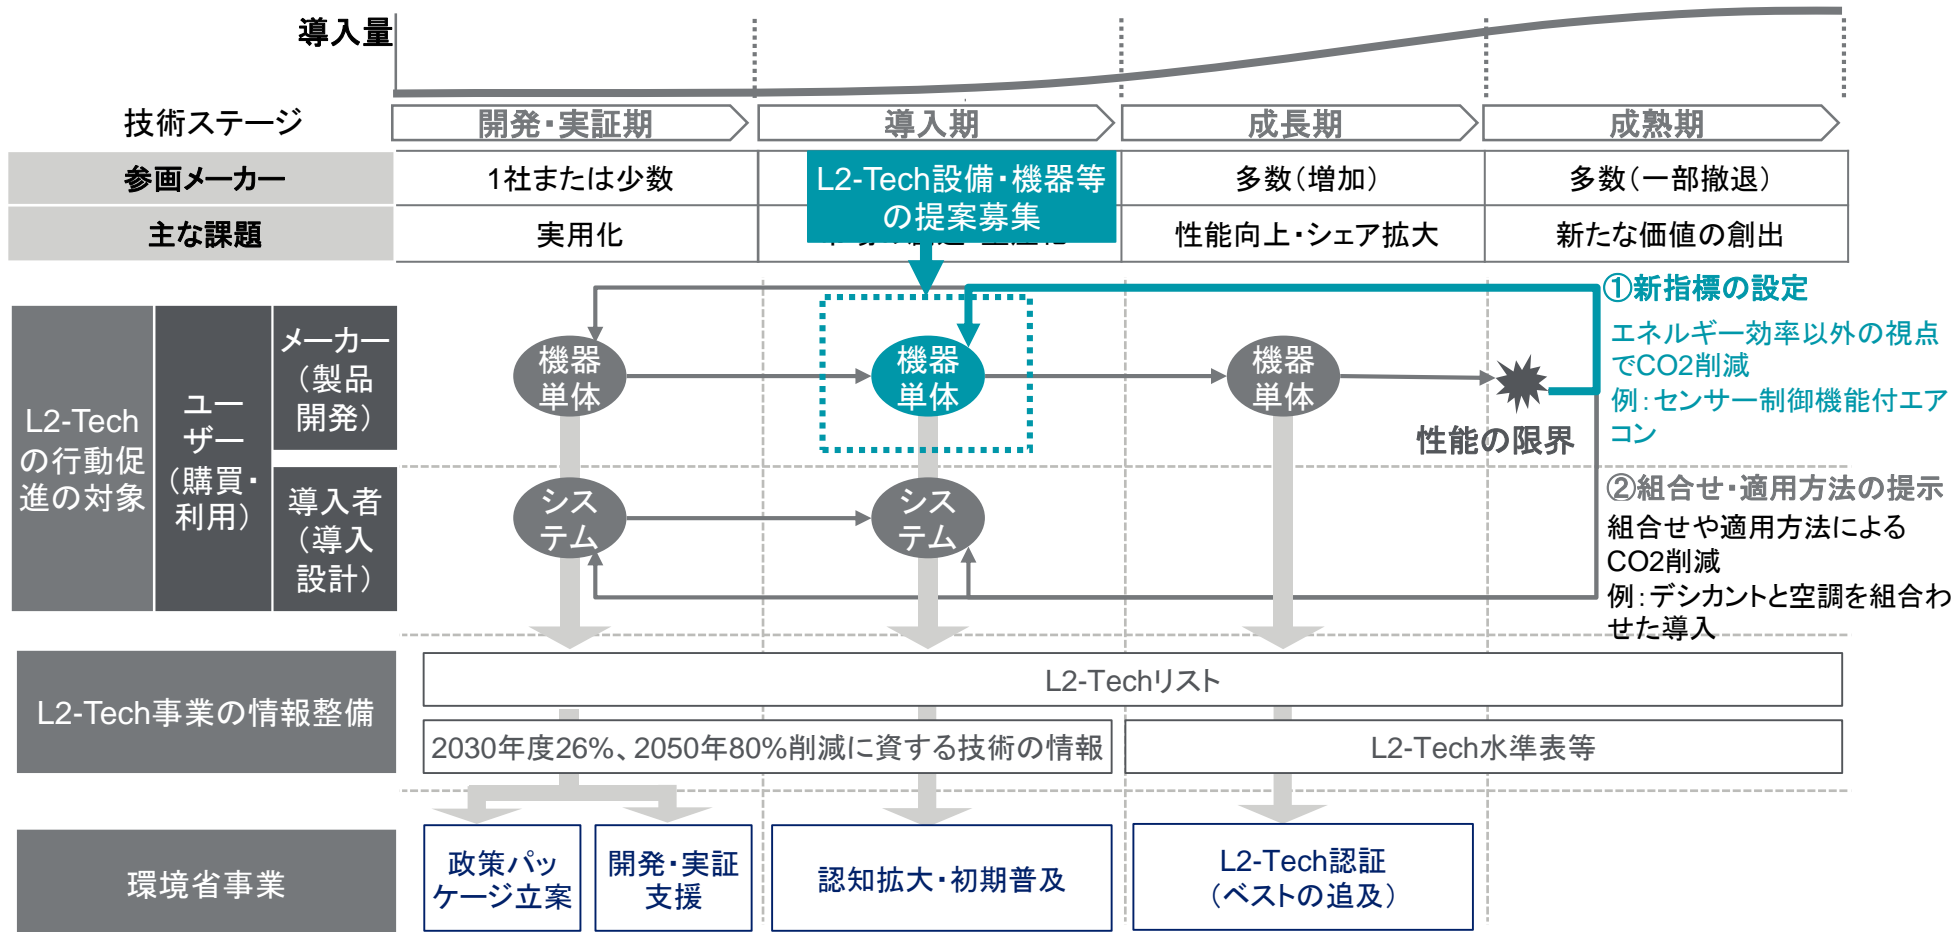 導入量
技術ステージ
開発・実証期
導入期
成長期
成熟期
参画メーカー
1社または少数
L2-Tech設備・機器等
の提案募集
多数（増加）
多数（一部撤退）
主な課題
実用化
性能向上・シェア拡大
新たな価値の創出
L2-Tech
の行動促
進の対象
ユー
ザー
（購買・
利用）
メーカー
（製品
開発）
導入者
（導入
設計）
機器
単体
機器
単体
機器
単体
性能の限界
シス
テム
シス
テム
①新指標の設定
エネルギー効率以外の視点
でCO2削減
例：センサー制御機能付エア
コン
②組合せ・適用方法の提示
組合せや適用方法による
CO2削減
例：デシカントと空調を組合わ
せた導入
L2-Tech事業の情報整備
L2-Techリスト
2030年度26%、2050年80%削減に資する技術の情報
L2-Tech水準表等
環境省事業
政策パッ
ケージ立案
開発・実証
支援
認知拡大・初期普及
L2-Tech認証
（ベストの追及）